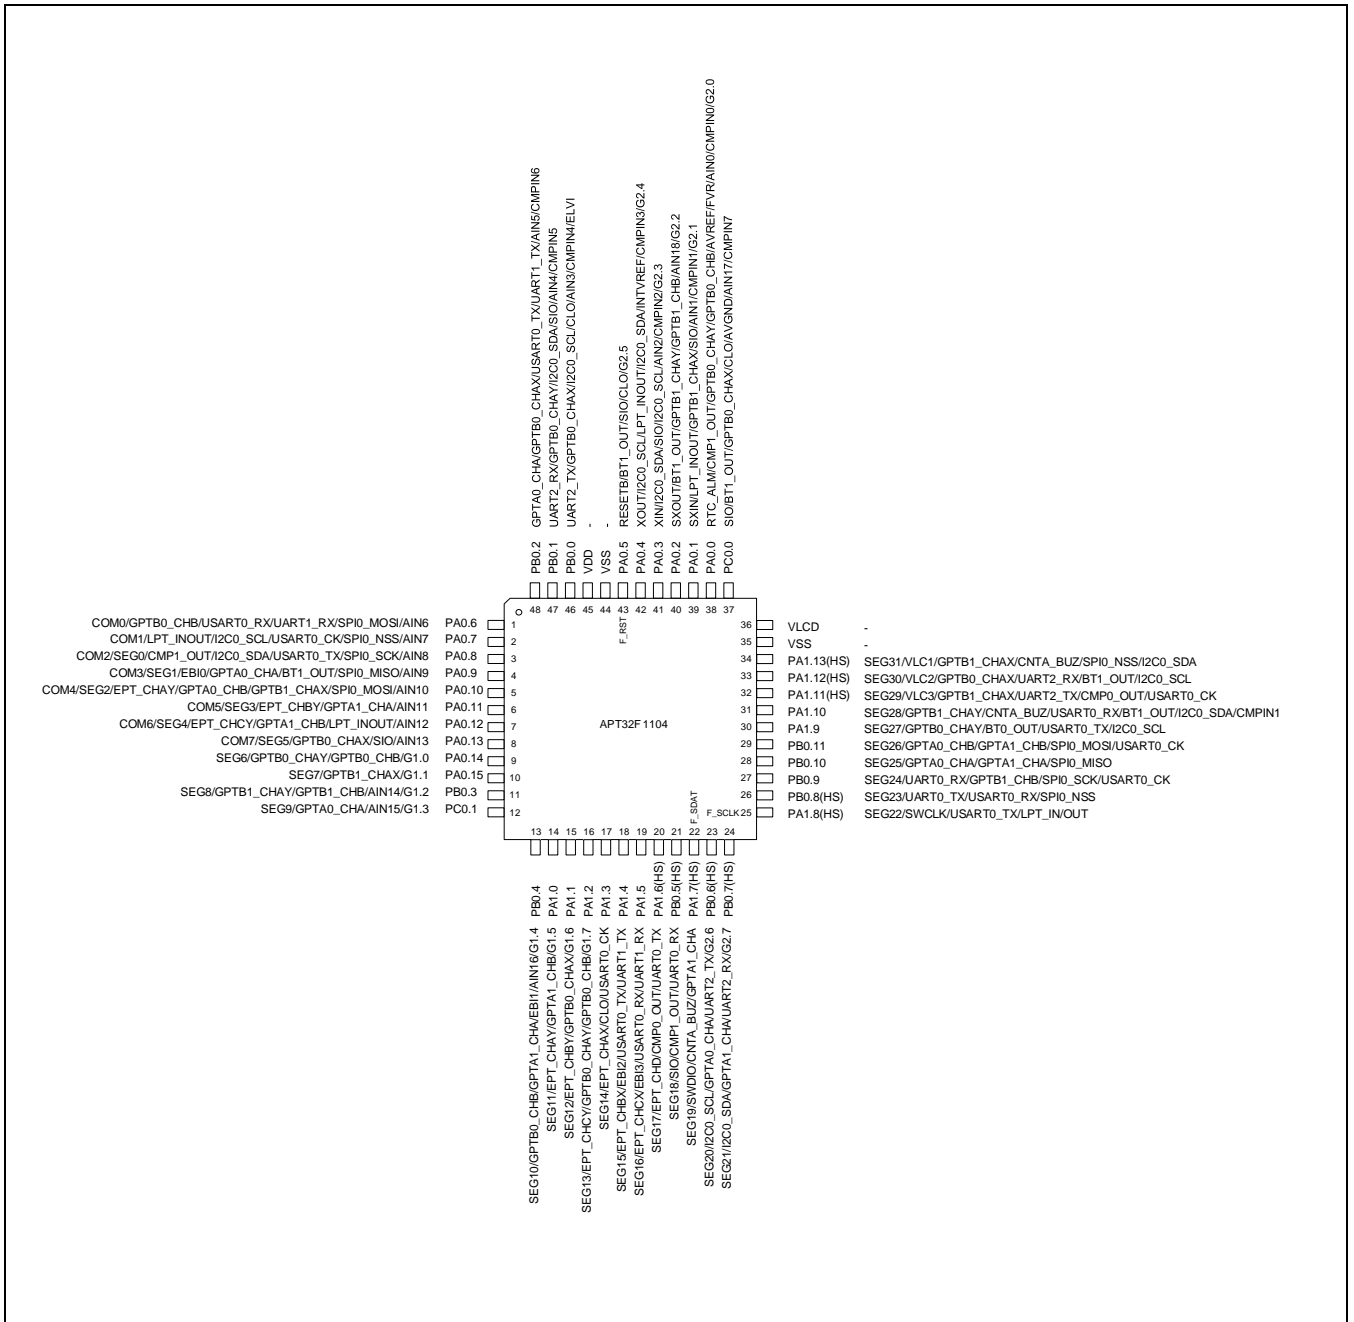 PB0.2 GPTA0_CHA/GPTB0_CHAX/USART0_TX/UART1_TX/AIN5/CMPIN6
PB0.1 UART2_RX/GPTB0_CHAY/I2C0_SDA/SIO/AIN4/CMPIN5
PB0.0 UART2_TX/GPTB0_CHAX/I2C0_SCL/CLO/AIN3/CMPIN4/ELVI
VDD -
VSS -
PA0.5 RESETB/BT1_OUT/SIO/CLO/G2.5
PA0.4 XOUT/I2C0_SCL/LPT_INOUT/I2C0_SDA/INTVREF/CMPIN3/G2.4
PA0.3 XIN/I2C0_SDA/SIO/I2C0_SCL/AIN2/CMPIN2/G2.3
PA0.2 SXOUT/BT1_OUT/GPTB1_CHAY/GPTB1_CHB/AIN18/G2.2
PA0.1 SXIN/LPT_INOUT/GPTB1_CHAX/SIO/AIN1/CMPIN1/G2.1
PA0.0 RTC_ALM/CMP1_OUT/GPTB0_CHAY/GPTB0_CHB/AVREF/FVR/AIN0/CMPIN0/G2.0
PC0.0 SIO/BT1_OUT/GPTB0_CHAX/CLO/AVGND/AIN17/CMPIN7
48 47 46 45 44 43 42 41 40 39 38 37
F_RST
COM0/GPTB0_CHB/USART0_RX/UART1_RX/SPI0_MOSI/AIN6 PA0.6 1
COM1/LPT_INOUT/I2C0_SCL/USART0_CK/SPI0_NSS/AIN7 PA0.7 2
COM2/SEG0/CMP1_OUT/I2C0_SDA/USART0_TX/SPI0_SCK/AIN8 PA0.8 3
COM3/SEG1/EBI0/GPTA0_CHA/BT1_OUT/SPI0_MISO/AIN9 PA0.9 4
COM4/SEG2/EPT_CHAY/GPTA0_CHB/GPTB1_CHAX/SPI0_MOSI/AIN10 PA0.10 5
COM5/SEG3/EPT_CHBY/GPTA1_CHA/AIN11 PA0.11 6
COM6/SEG4/EPT_CHCY/GPTA1_CHB/LPT_INOUT/AIN12 PA0.12 7
COM7/SEG5/GPTB0_CHAX/SIO/AIN13 PA0.13 8
SEG6/GPTB0_CHAY/GPTB0_CHB/G1.0 PA0.14 9
SEG7/GPTB1_CHAX/G1.1 PA0.15 10
SEG8/GPTB1_CHAY/GPTB1_CHB/AIN14/G1.2 PB0.3 11
SEG9/GPTA0_CHA/AIN15/G1.3 PC0.1 12
APT32F1104
36 VLCD -
35 VSS -
34 PA1.13(HS) SEG31/VLC1/GPTB1_CHAX/CNTA_BUZ/SPI0_NSS/I2C0_SDA
33 PA1.12(HS) SEG30/VLC2/GPTB0_CHAX/UART2_RX/BT1_OUT/I2C0_SCL
32 PA1.11(HS) SEG29/VLC3/GPTB1_CHAX/UART2_TX/CMP0_OUT/USART0_CK
31 PA1.10 SEG28/GPTB1_CHAY/CNTA_BUZ/USART0_RX/BT1_OUT/I2C0_SDA/CMPIN1
30 PA1.9 SEG27/GPTB0_CHAY/BT0_OUT/USART0_TX/I2C0_SCL
29 PB0.11 SEG26/GPTA0_CHB/GPTA1_CHB/SPI0_MOSI/USART0_CK
28 PB0.10 SEG25/GPTA0_CHA/GPTA1_CHA/SPI0_MISO
27 PB0.9 SEG24/UART0_RX/GPTB1_CHB/SPI0_SCK/USART0_CK
26 PB0.8(HS) SEG23/UART0_TX/USART0_RX/SPI0_NSS
F_SCLK 25 PA1.8(HS) SEG22/SWCLK/USART0_TX/LPT_IN/OUT
F_SDAT
13 14 15 16 17 18 19 20 21 22 23 24
SEG10/GPTB0_CHB/GPTA1_CHA/EBI1/AIN16/G1.4 PB0.4
SEG11/EPT_CHAY/GPTA1_CHB/G1.5 PA1.0
SEG12/EPT_CHBY/GPTB0_CHAX/G1.6 PA1.1
SEG13/EPT_CHCY/GPTB0_CHAY/GPTB0_CHB/G1.7 PA1.2
SEG14/EPT_CHAX/CLO/USART0_CK PA1.3
SEG15/EPT_CHBX/EBI2/USART0_TX/UART1_TX PA1.4
SEG16/EPT_CHCX/EBI3/USART0_RX/UART1_RX PA1.5
SEG17/EPT_CHD/CMP0_OUT/UART0_TX PA1.6(HS)
SEG18/SIO/CMP1_OUT/UART0_RX PB0.5(HS)
SEG19/SWDIO/CNTA_BUZ/GPTA1_CHA PA1.7(HS)
SEG20/I2C0_SCL/GPTA0_CHA/UART2_TX/G2.6 PB0.6(HS)
SEG21/I2C0_SDA/GPTA1_CHA/UART2_RX/G2.7 PB0.7(HS)